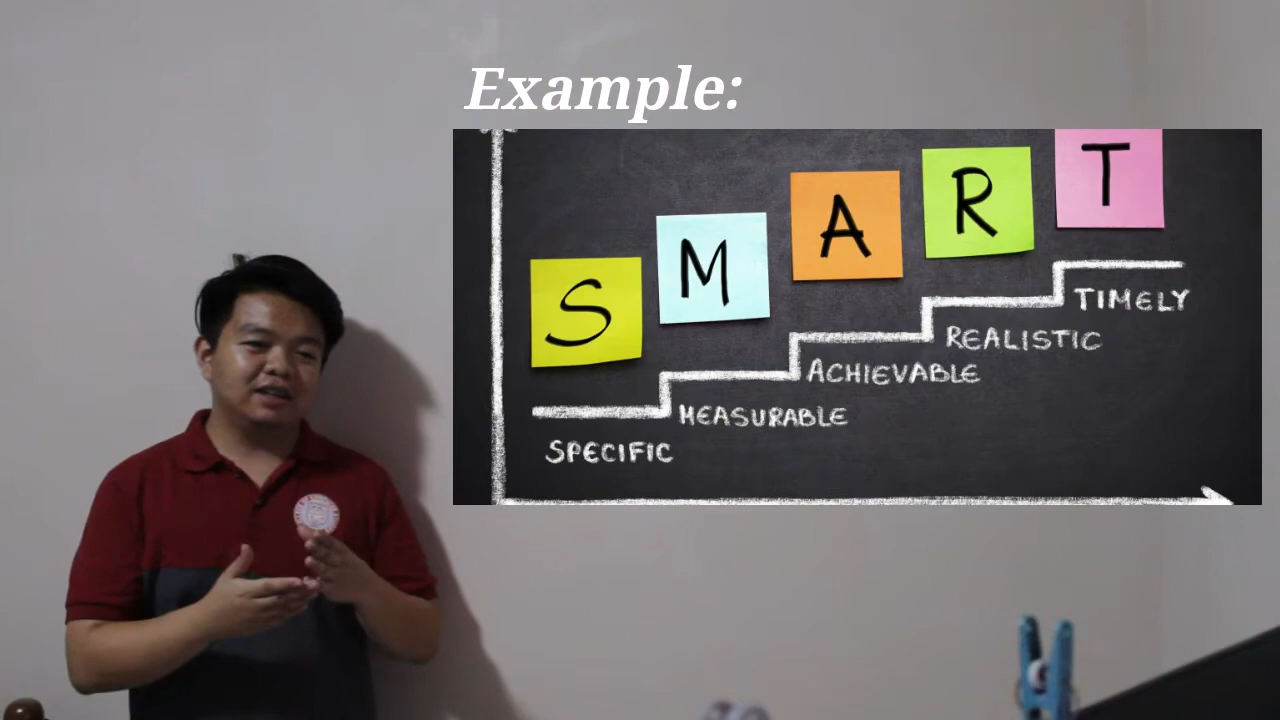 Example:
S M A R T
TIMELY
REALISTIC
ACHIEVABLE
MEASURABLE
SPECIFIC